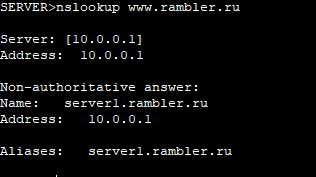 SERVER>nslookup www.rambler.ru
Server: [10.0.0.1]
Address:  10.0.0.1
Non-authoritative answer:
Name:   server1.rambler.ru
Address:   10.0.0.1
Aliases:   server1.rambler.ru